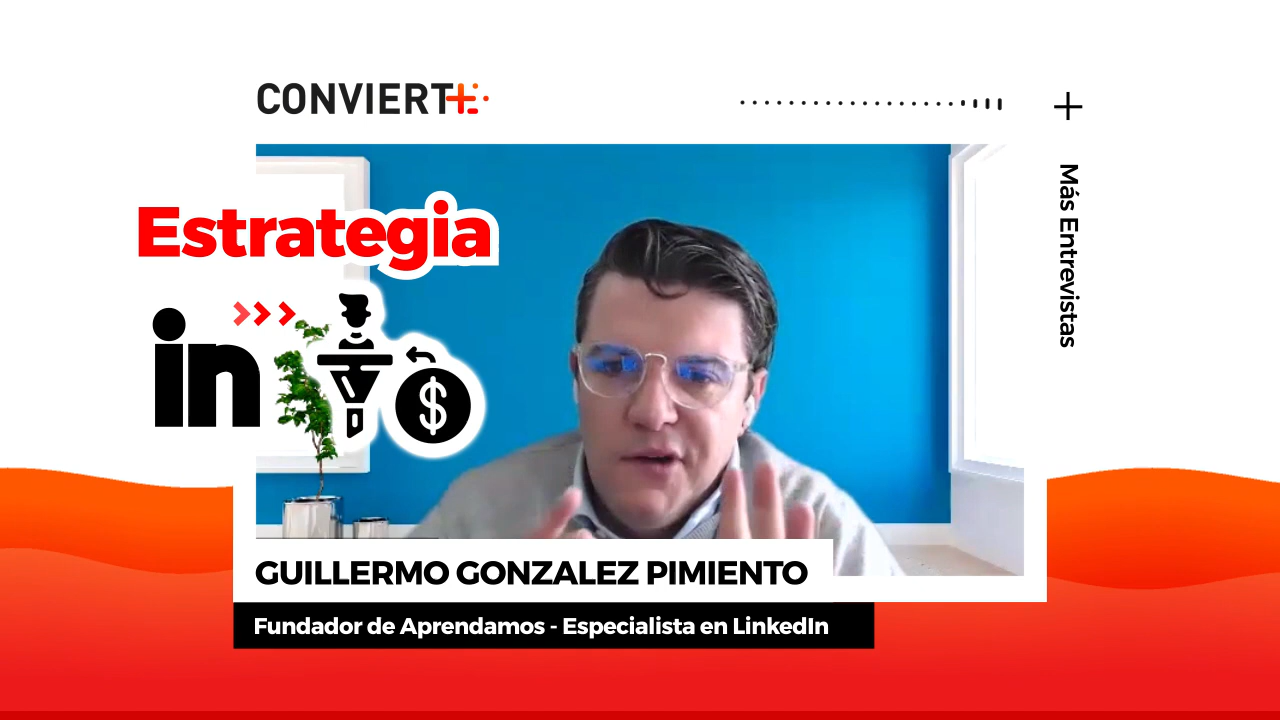 CONVIERT+
Más Entrevistas
Estrategia
in
$
GUILLERMO GONZALEZ PIMIENTO
Fundador de Aprendamos - Especialista en LinkedIn